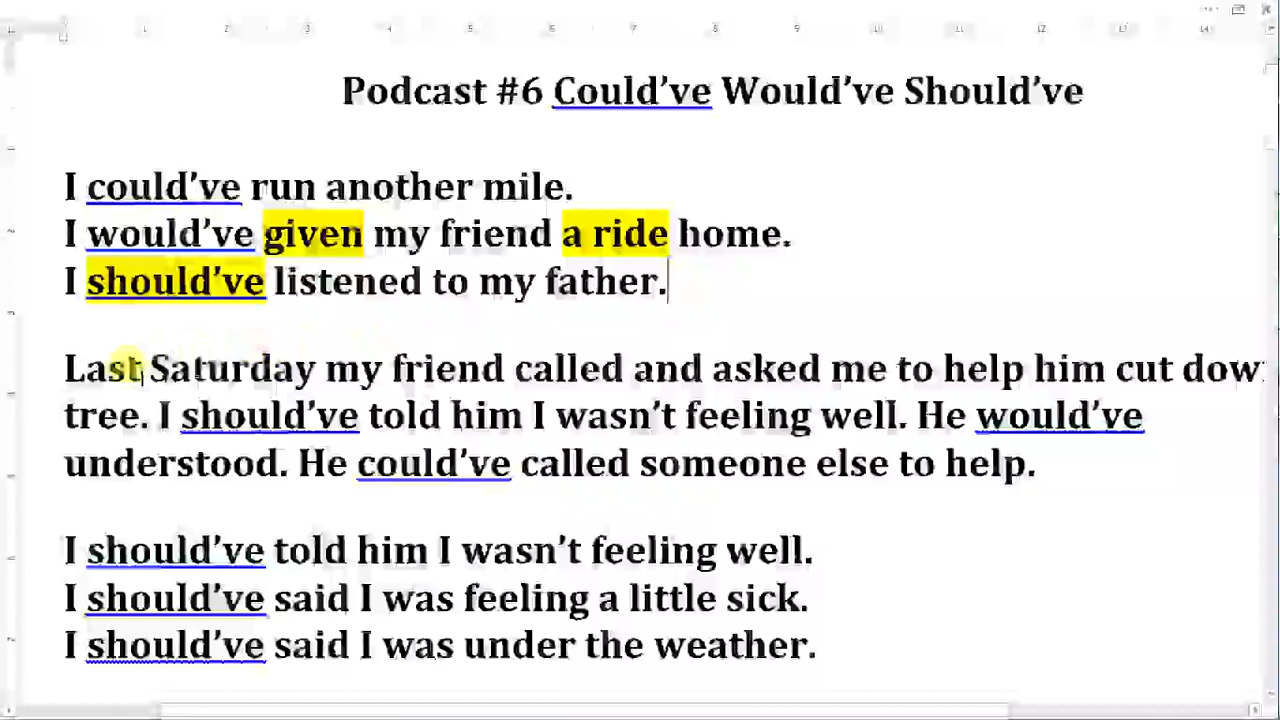 Podcast #6 Could’ve Would’ve Should’ve
I could’ve run another mile.
I would’ve given my friend a ride home.
I should’ve listened to my father.
Last Saturday my friend called and asked me to help him cut
tree. I should’ve told him I wasn’t feeling well. He would’ve
understood. He could’ve called someone else to help.
I should’ve told him I wasn’t feeling well.
I should’ve said I was feeling a little sick.
I should’ve said I was under the weather.